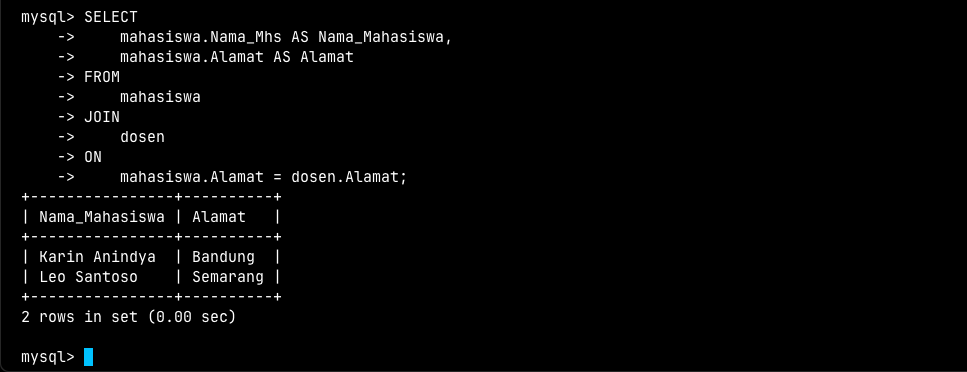 mysql> SELECT
    ->     mahasiswa.Nama_Mhs AS Nama_Mahasiswa,
    ->     mahasiswa.Alamat AS Alamat
    -> FROM
    ->     mahasiswa
    -> JOIN
    ->     dosen
    -> ON
    ->     mahasiswa.Alamat = dosen.Alamat;
+----------------+----------+
| Nama_Mahasiswa | Alamat   |
+----------------+----------+
| Karin Anindya  | Bandung  |
| Leo Santoso    | Semarang |
+----------------+----------+
2 rows in set (0.00 sec)
mysql>